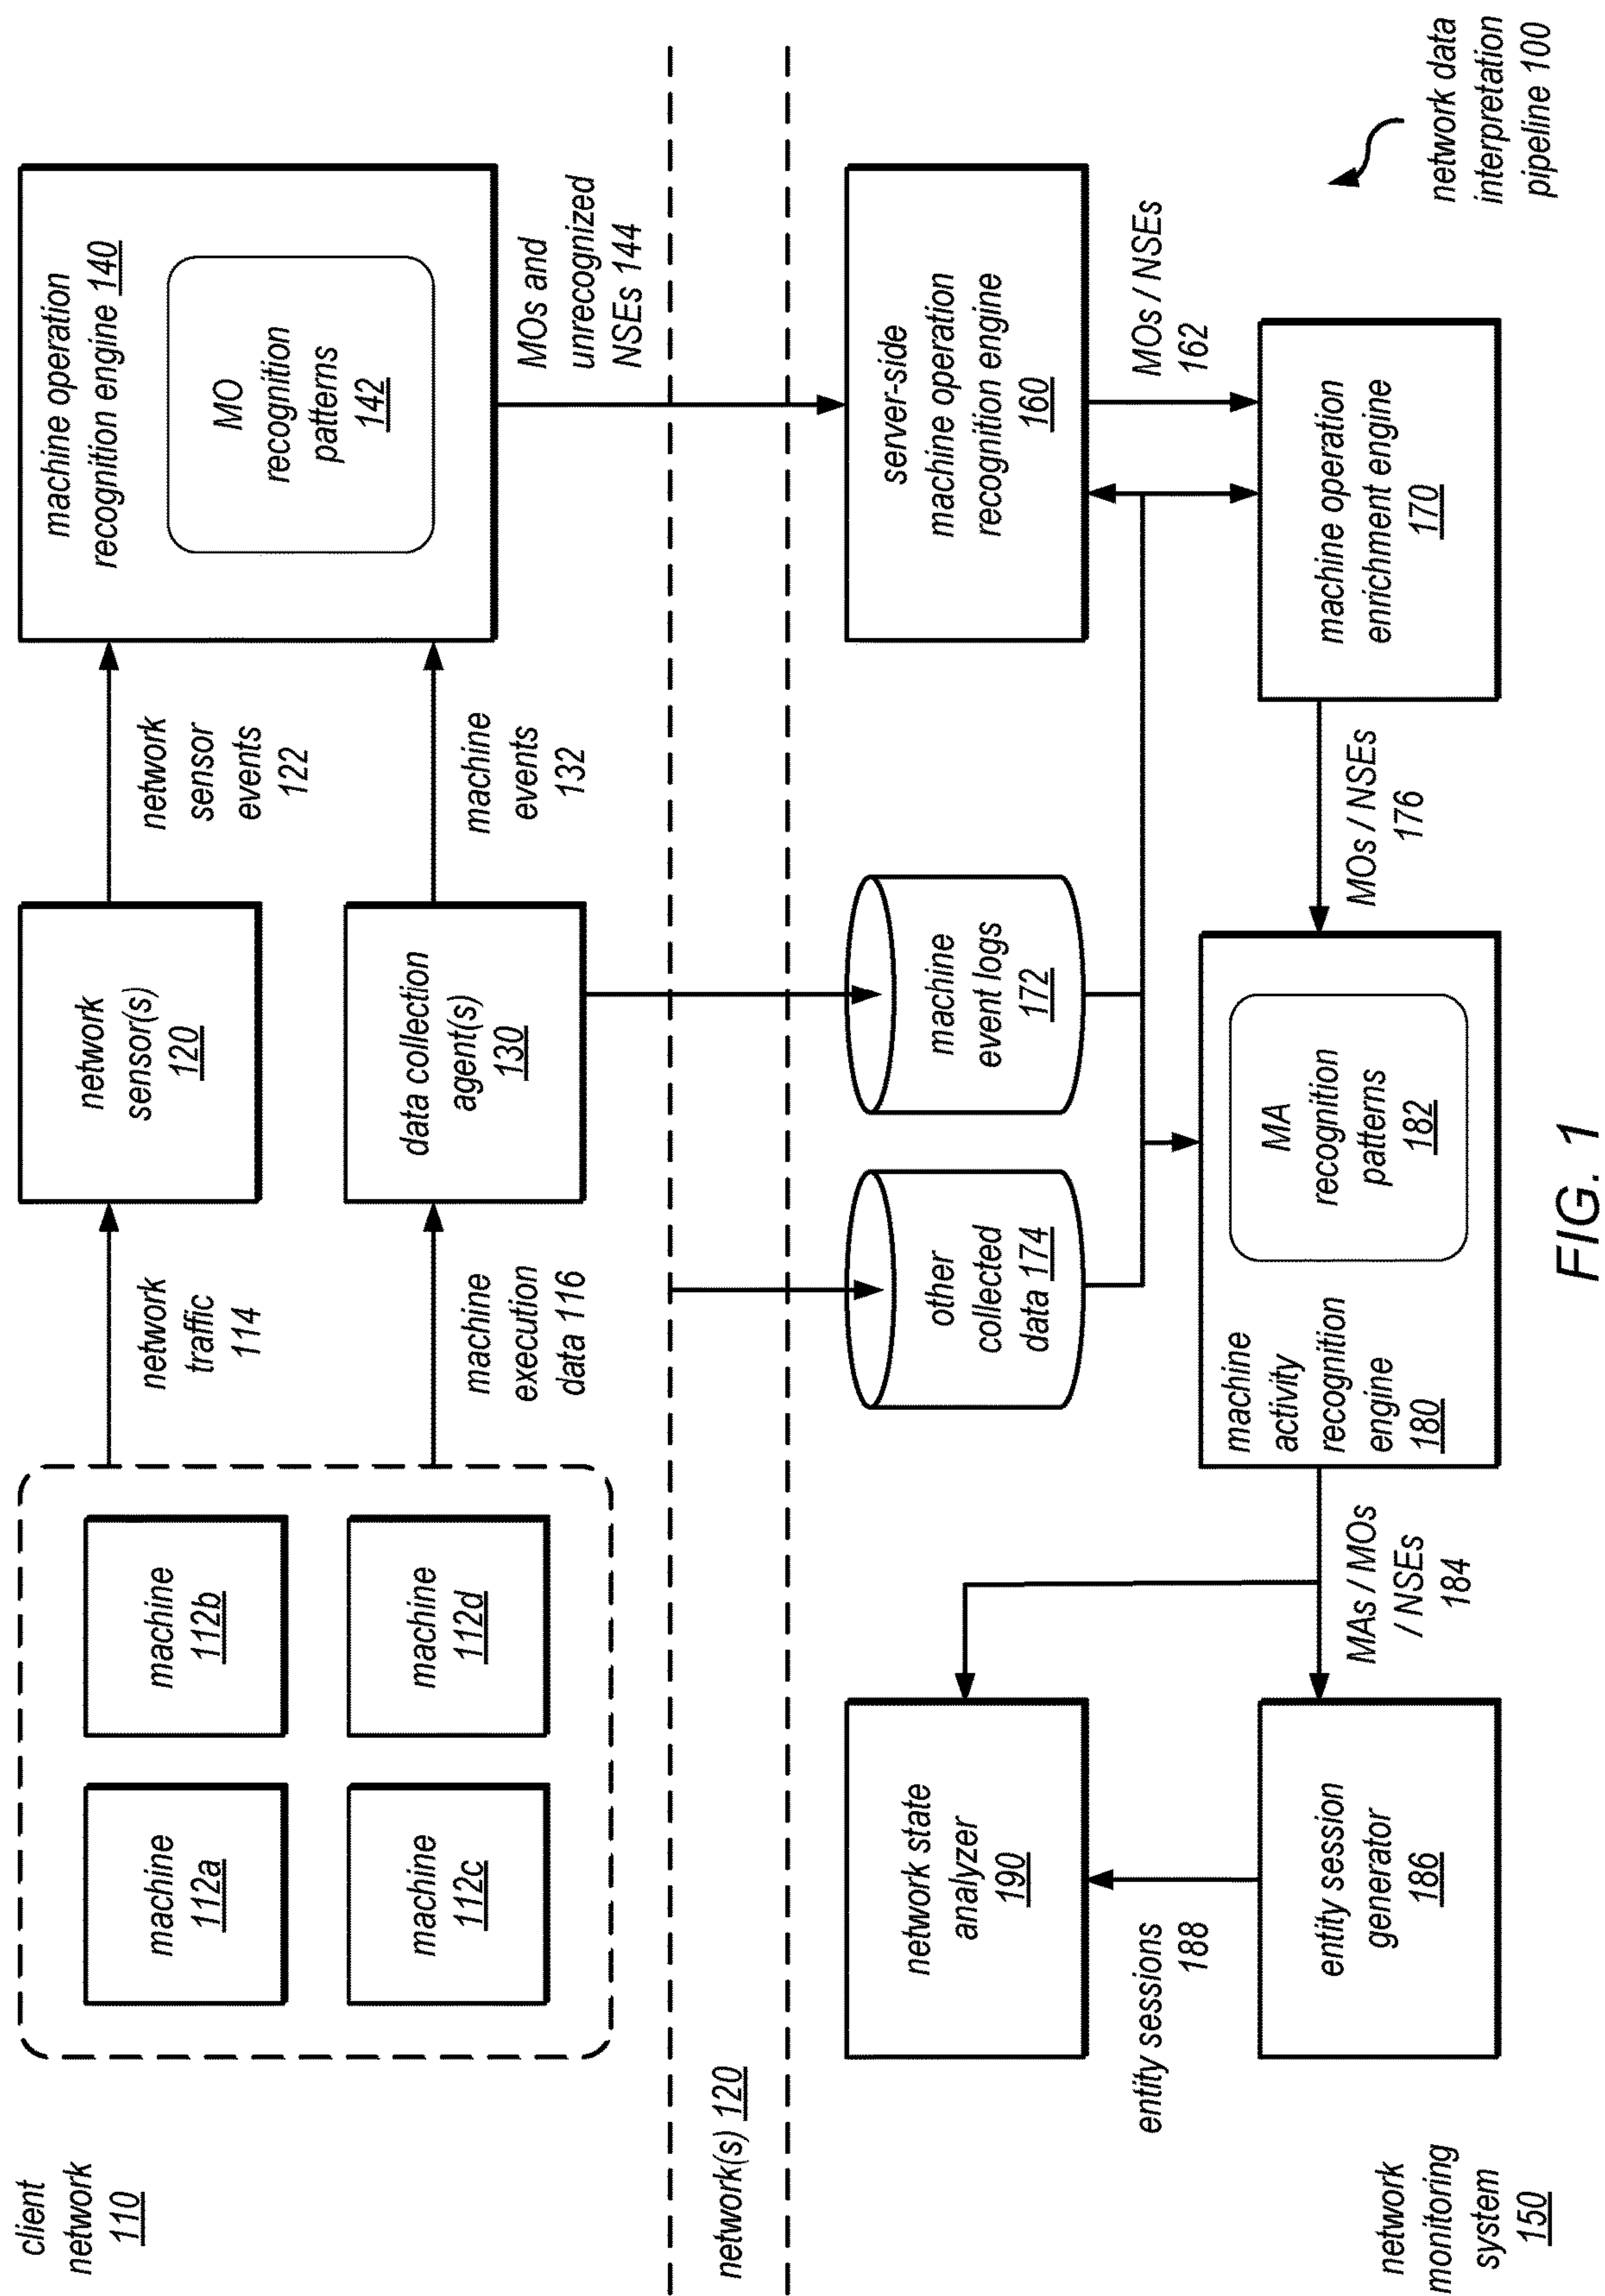 client
network
110
machine
112a
machine
112b
machine
112c
machine
112d
network
traffic
114
machine
execution
data 116
network
sensor(s)
120
data collection
agent(s)
130
network
sensor
events
122
machine
events
132
machine operation
recognition engine 140
MO
recognition
patterns
142
MOs and
unrecognized
NSEs 144
network(s) 120
network
monitoring
system
150
network state
analyzer
190
entity sessions
188
entity session
generator
186
MAs / MOs
/ NSEs
184
other
collected
data 174
machine
event logs
172
machine
activity
recognition
engine
180
MA
recognition
patterns
182
MOs / NSEs
176
server-side
machine operation
recognition engine
160
MOs / NSEs
162
machine operation
enrichment engine
170
network data
interpretation
pipeline 100
FIG. 1